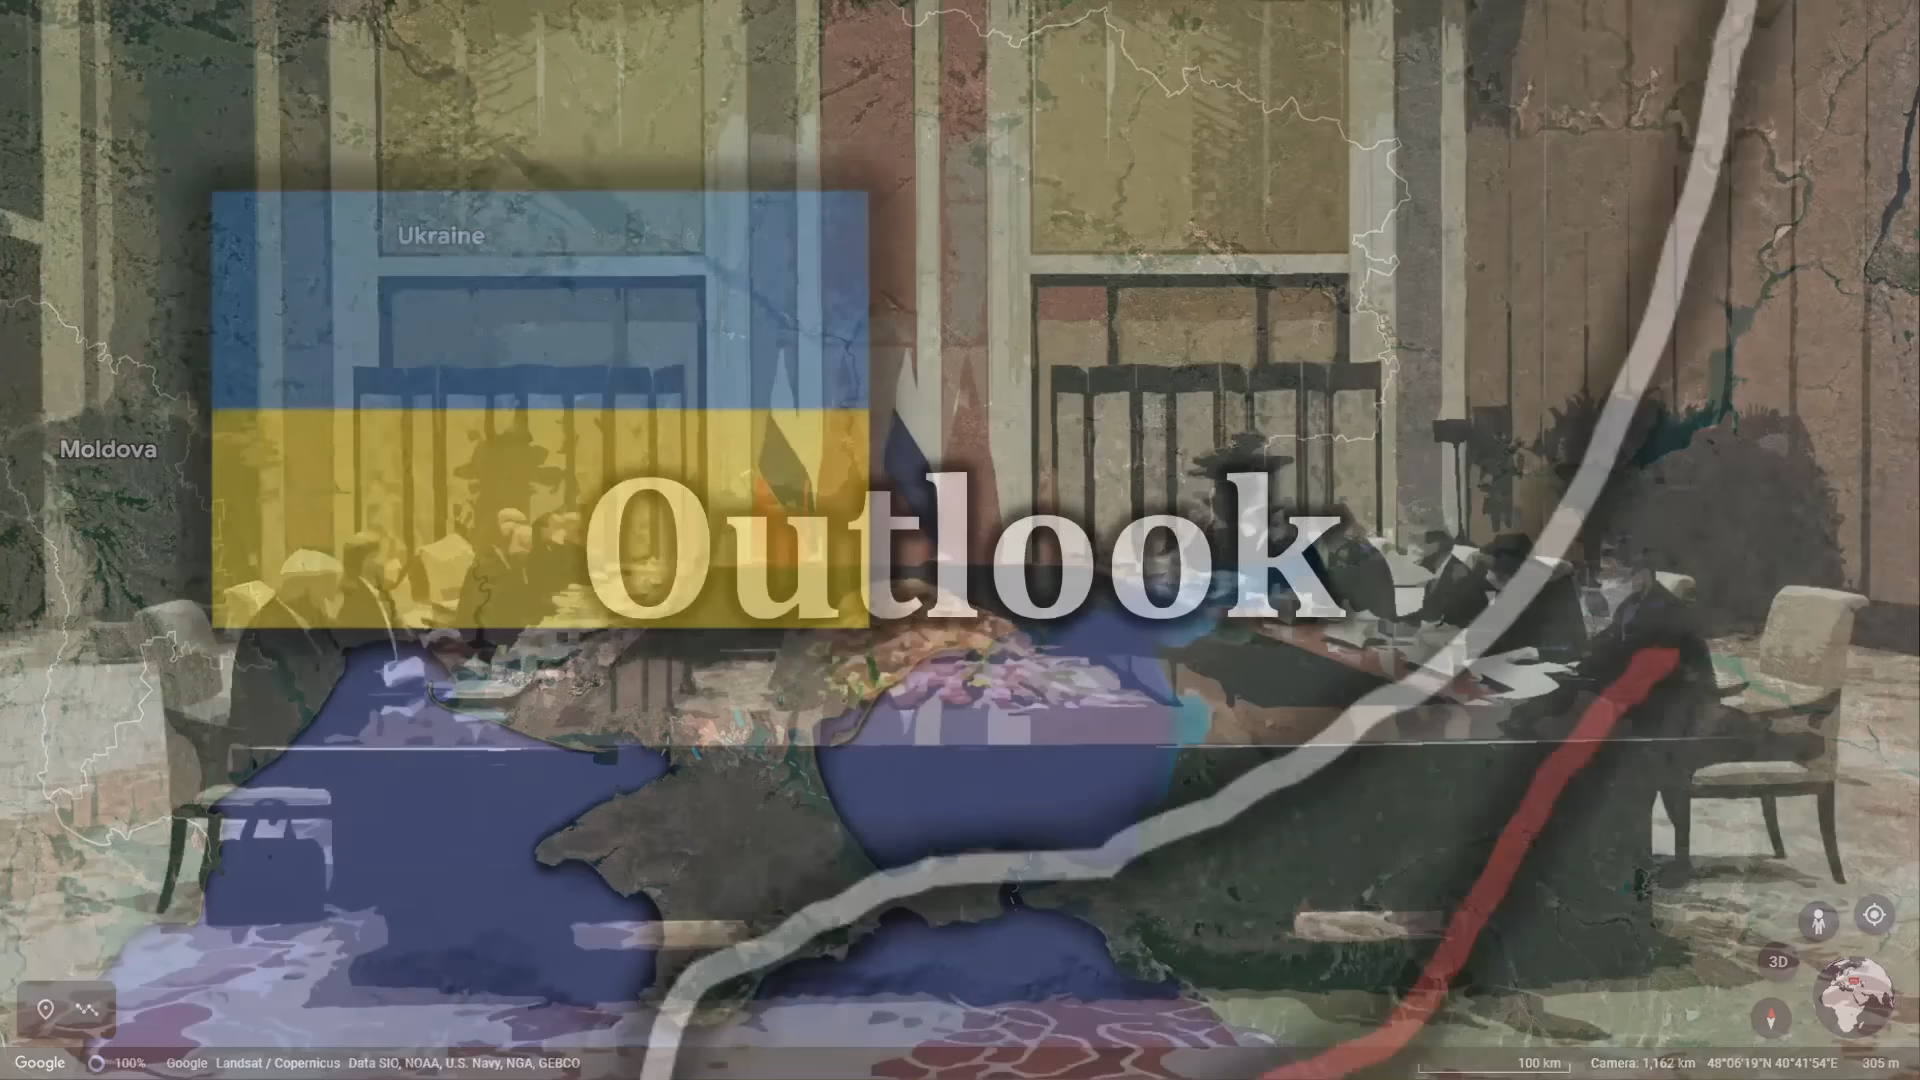 Ukraine
Moldova
Outlook
3D
Google 100% Google Landsat / Copernicus Data SIO, NOAA, U.S. Navy, NGA, GEBCO 100 km Camera: 1,162 km 48°06'19"N 40°41'54"E 305 m